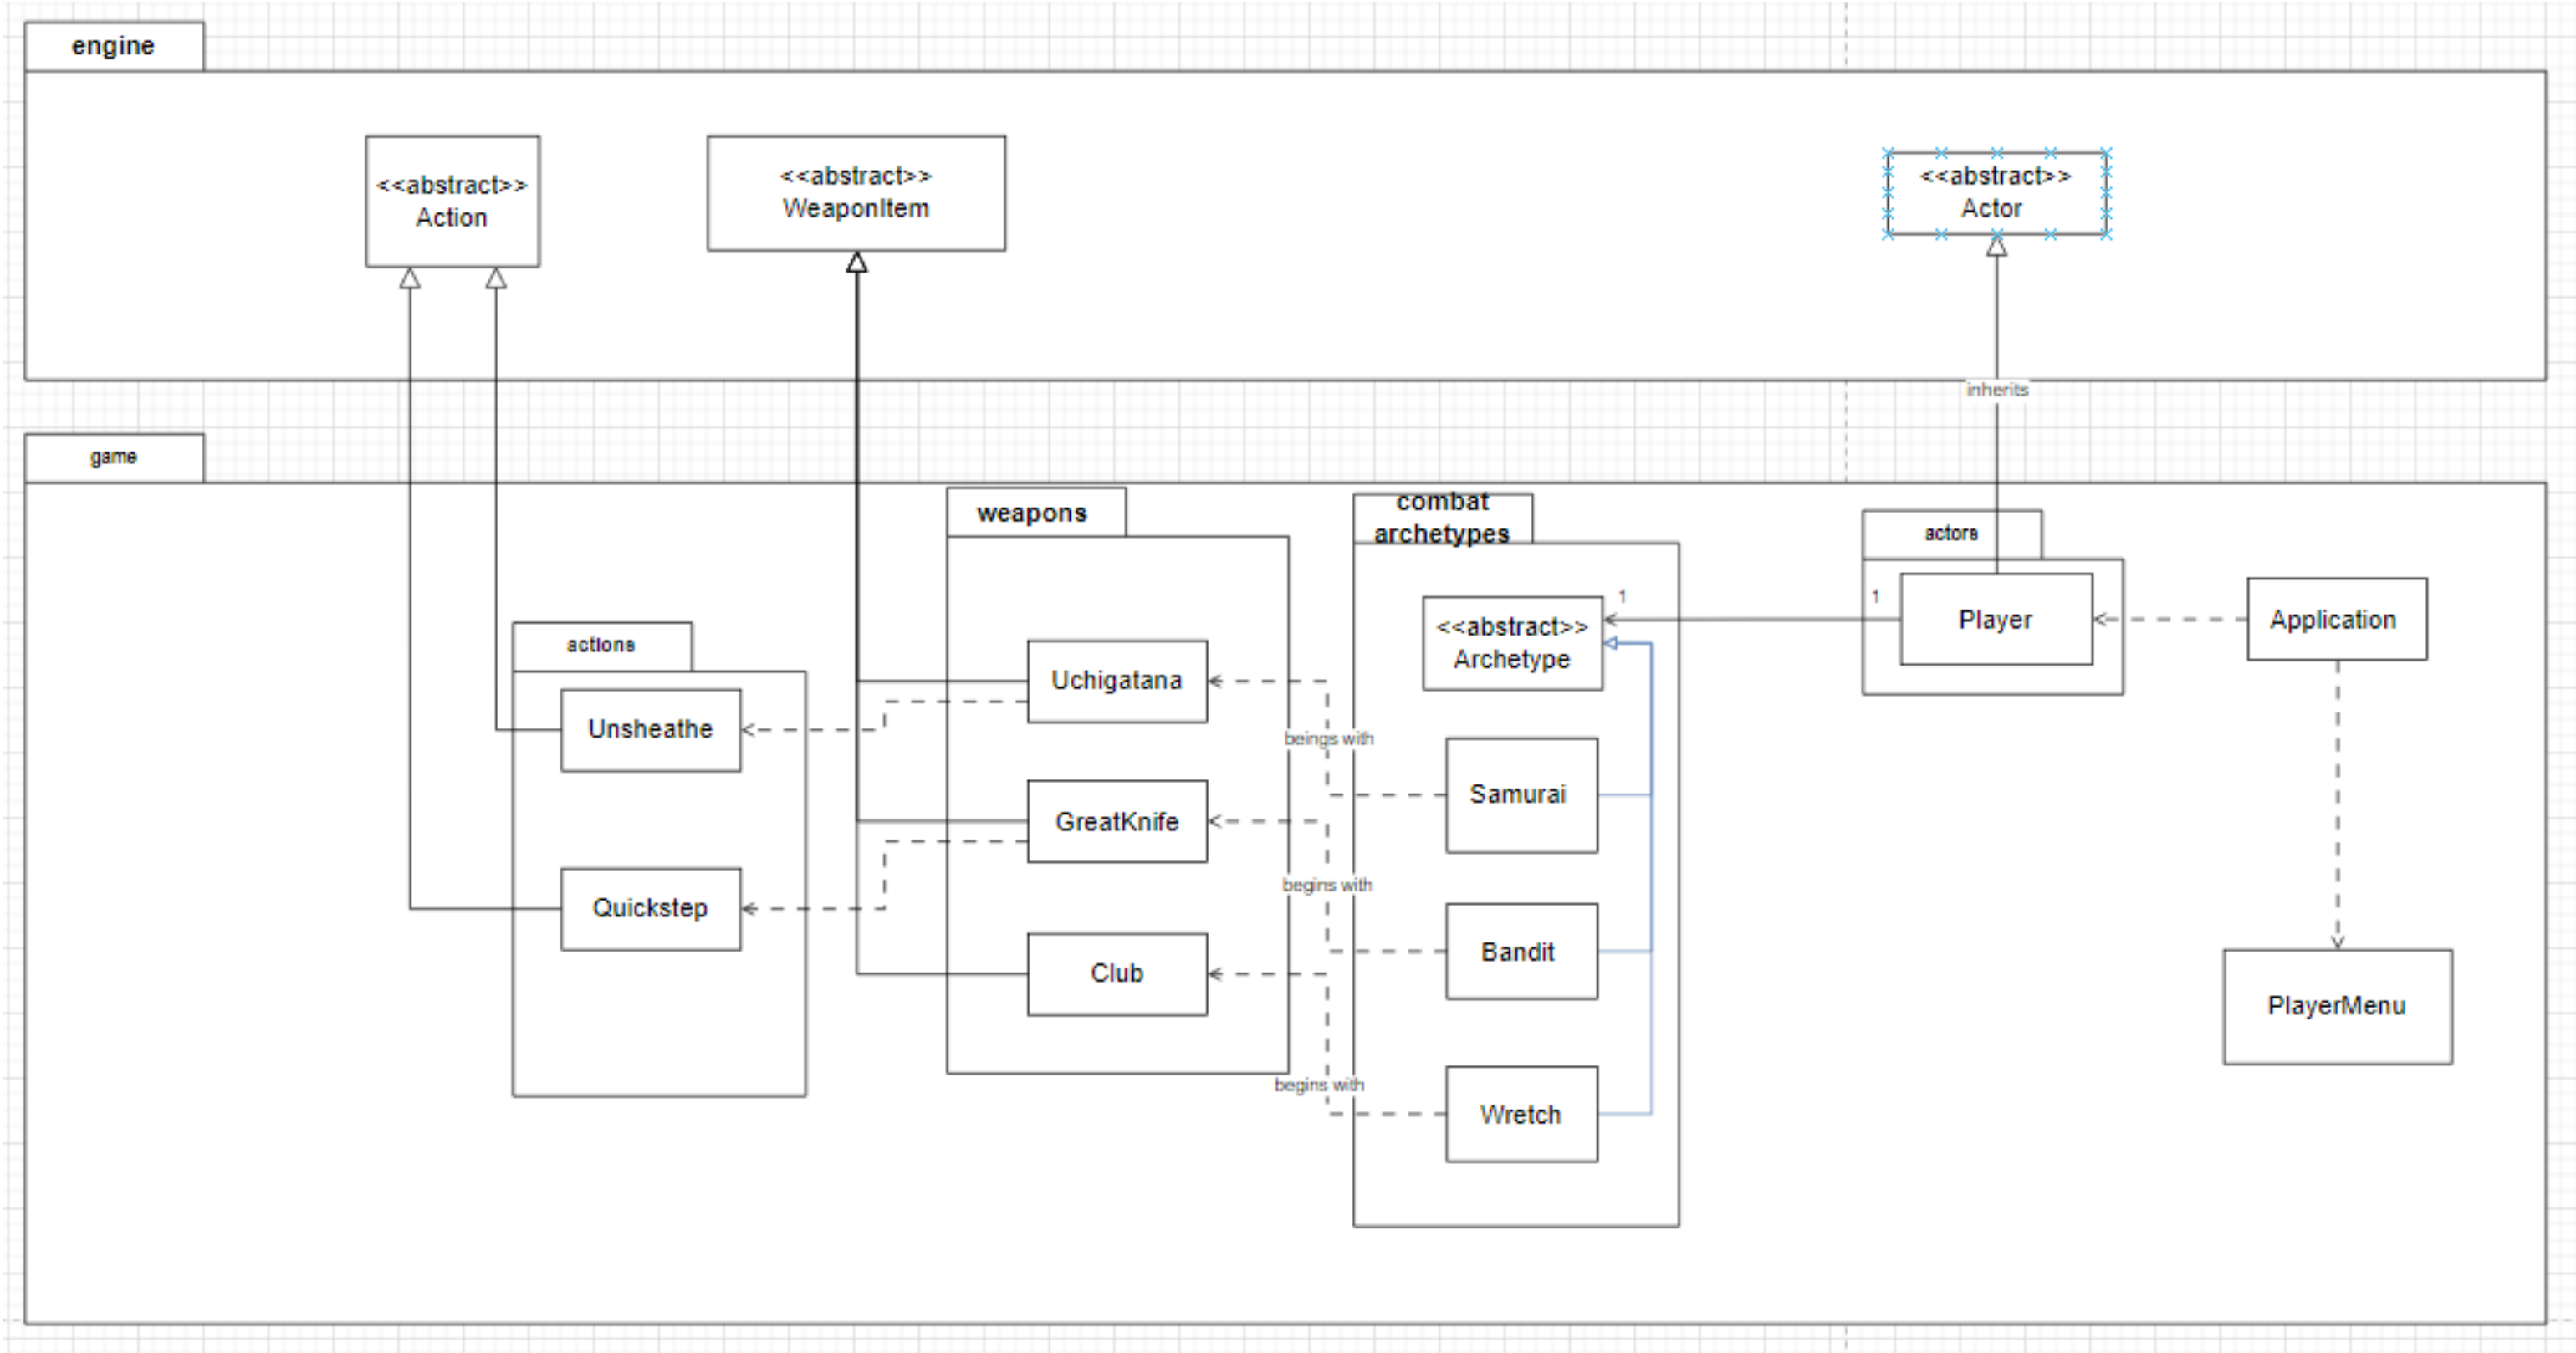 engine
<<abstract>>
Action
<<abstract>>
WeaponItem
<<abstract>>
Actor
inherits
game
weapons
combat
archetypes
actors
actions
<<abstract>>
Archetype
1
1
Player
Application
Uchigatana
Unsheathe
beings with
Samurai
GreatKnife
begins with
Quickstep
Bandit
Club
PlayerMenu
begins with
Wretch